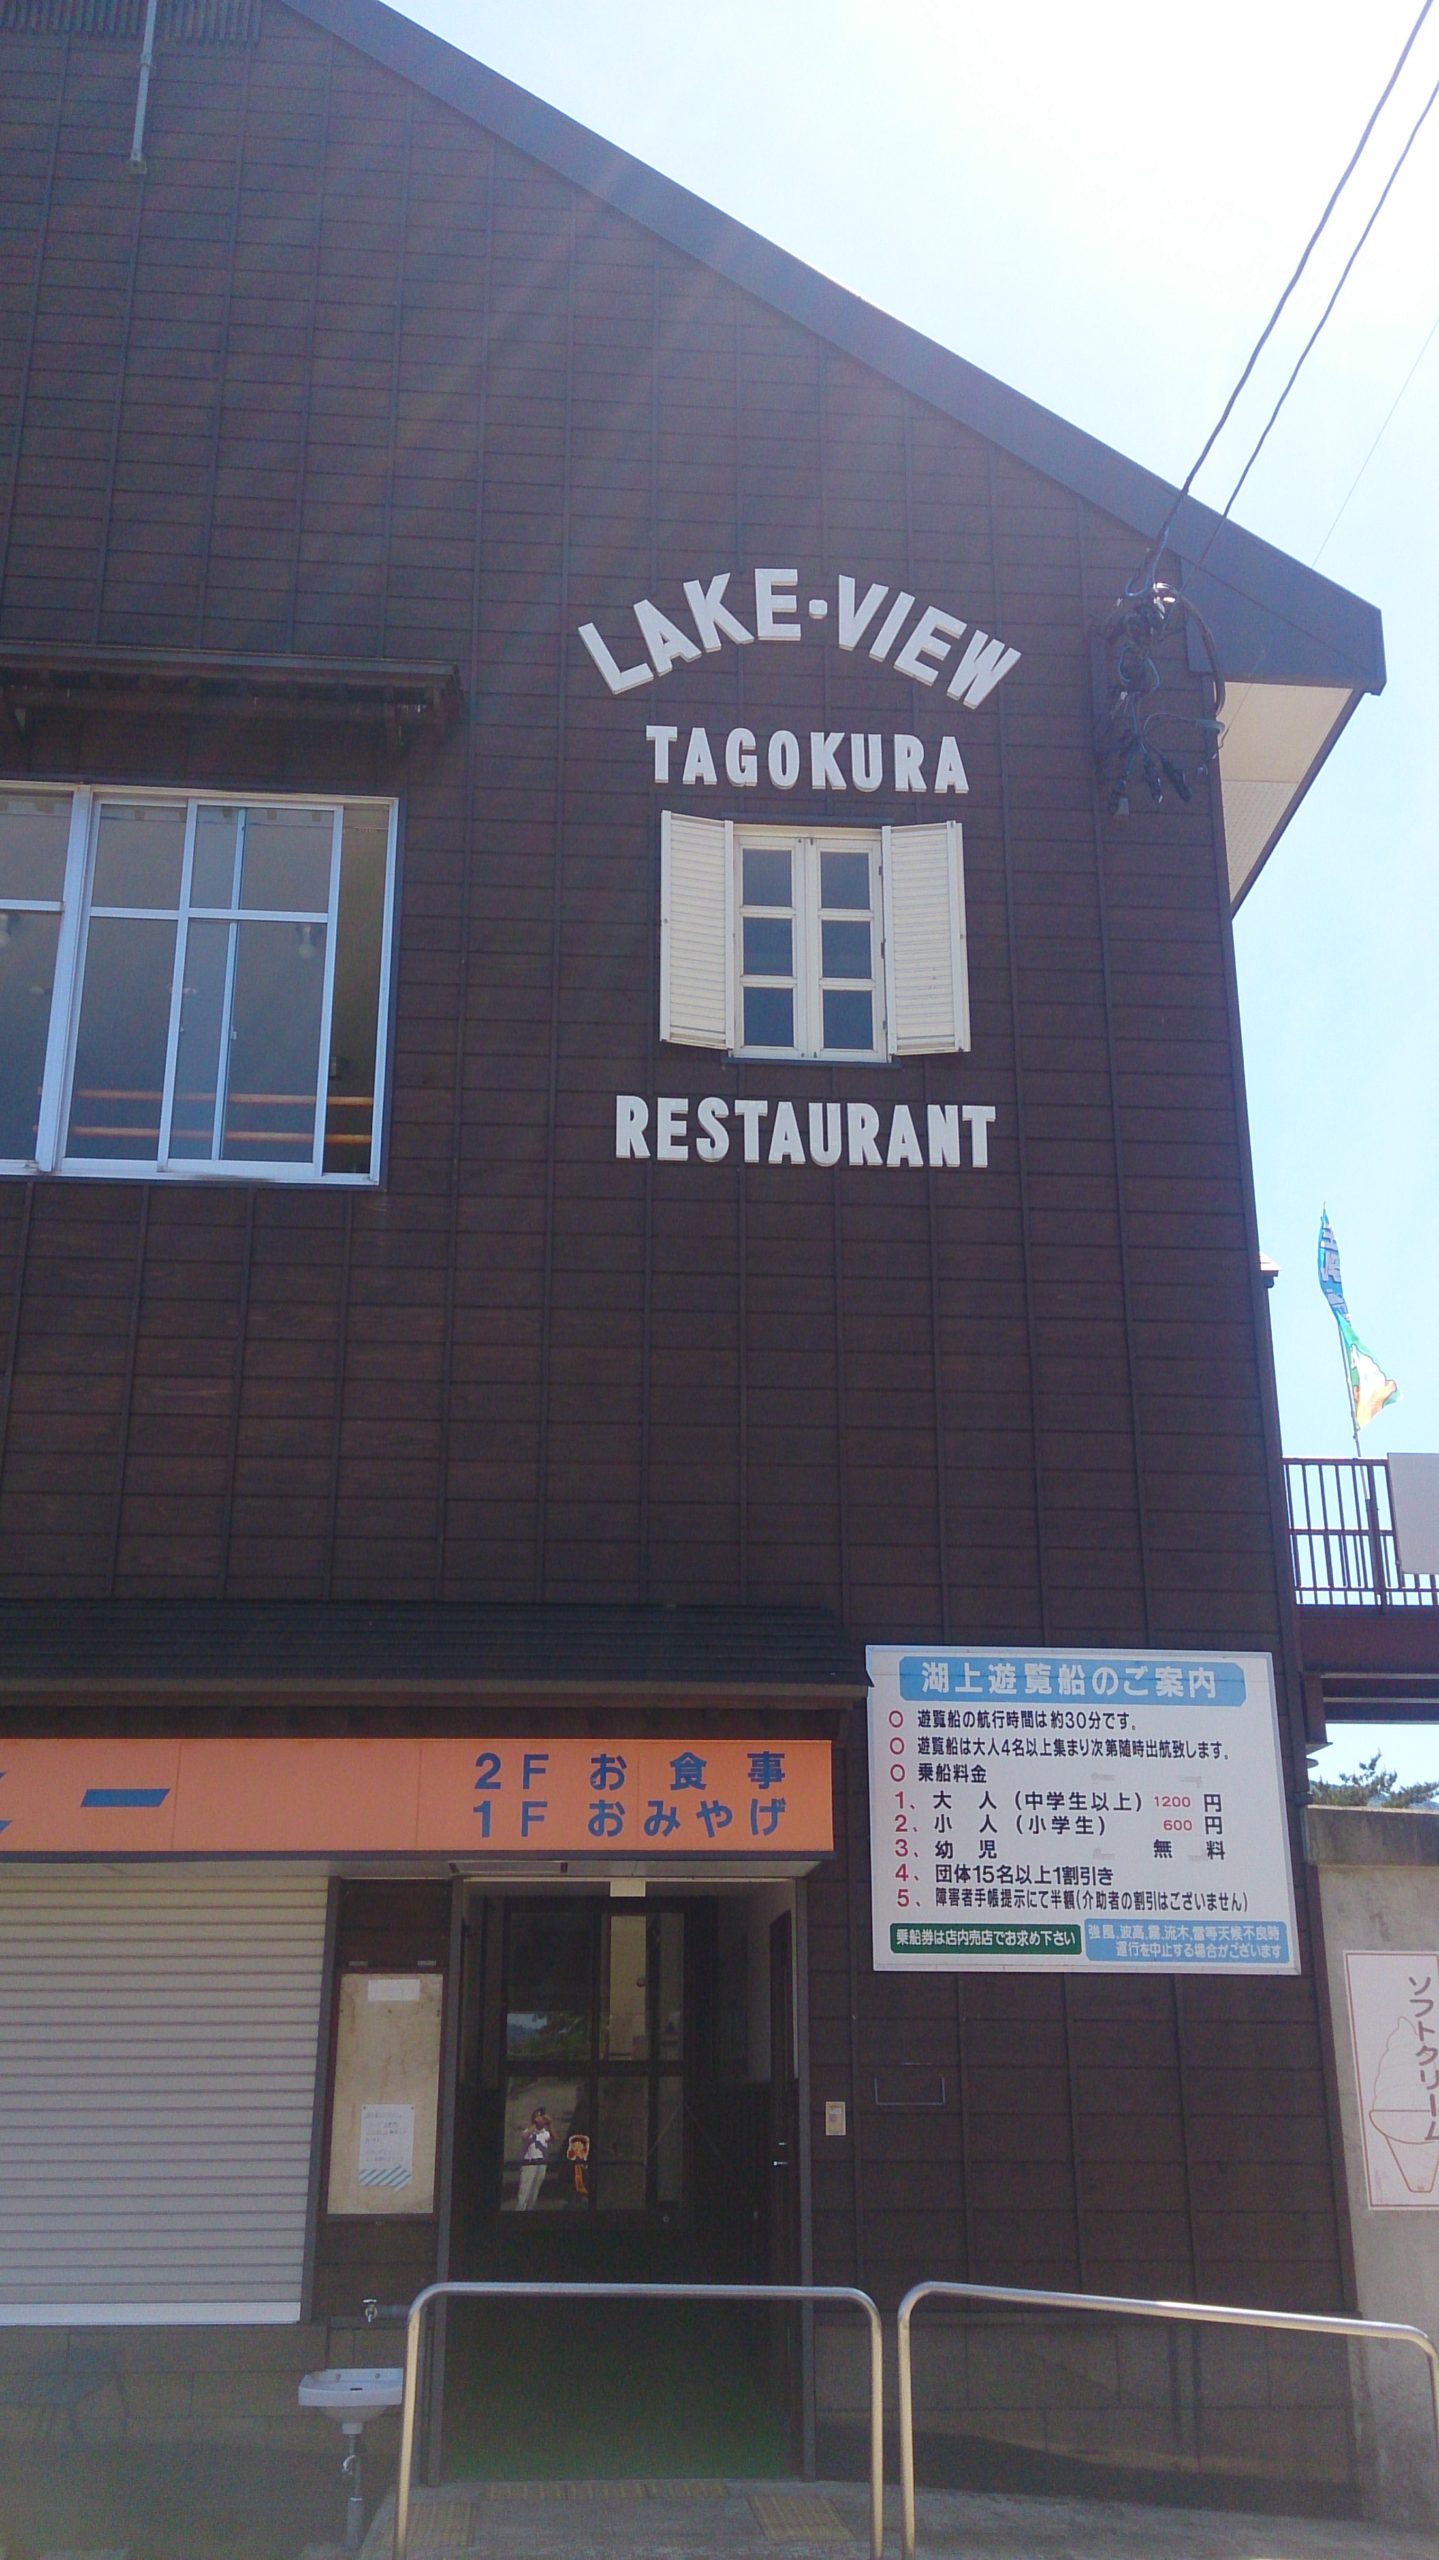 LAKE・VIEW
TAGOKURA
RESTAURANT
2F お食事
1F おみやげ
湖上遊覧船のご案内
○ 遊覧船の航行時間は約30分です。
○ 遊覧船は大人4名以上集まり次第随時出航致します。
○ 乗船料金
1、大 人（中学生以上）1200円
2、小 人（小学生） 600円
3、幼 児 無 料
4、団体15名以上1割引き
5、障害者手帳提示にて半額（介助者の割引はございません）
乗船券は店内売店でお求め下さい
強風,波高,霧,流木,雷等天候不良時
運行を中止する場合がございます
ソフトクリーム